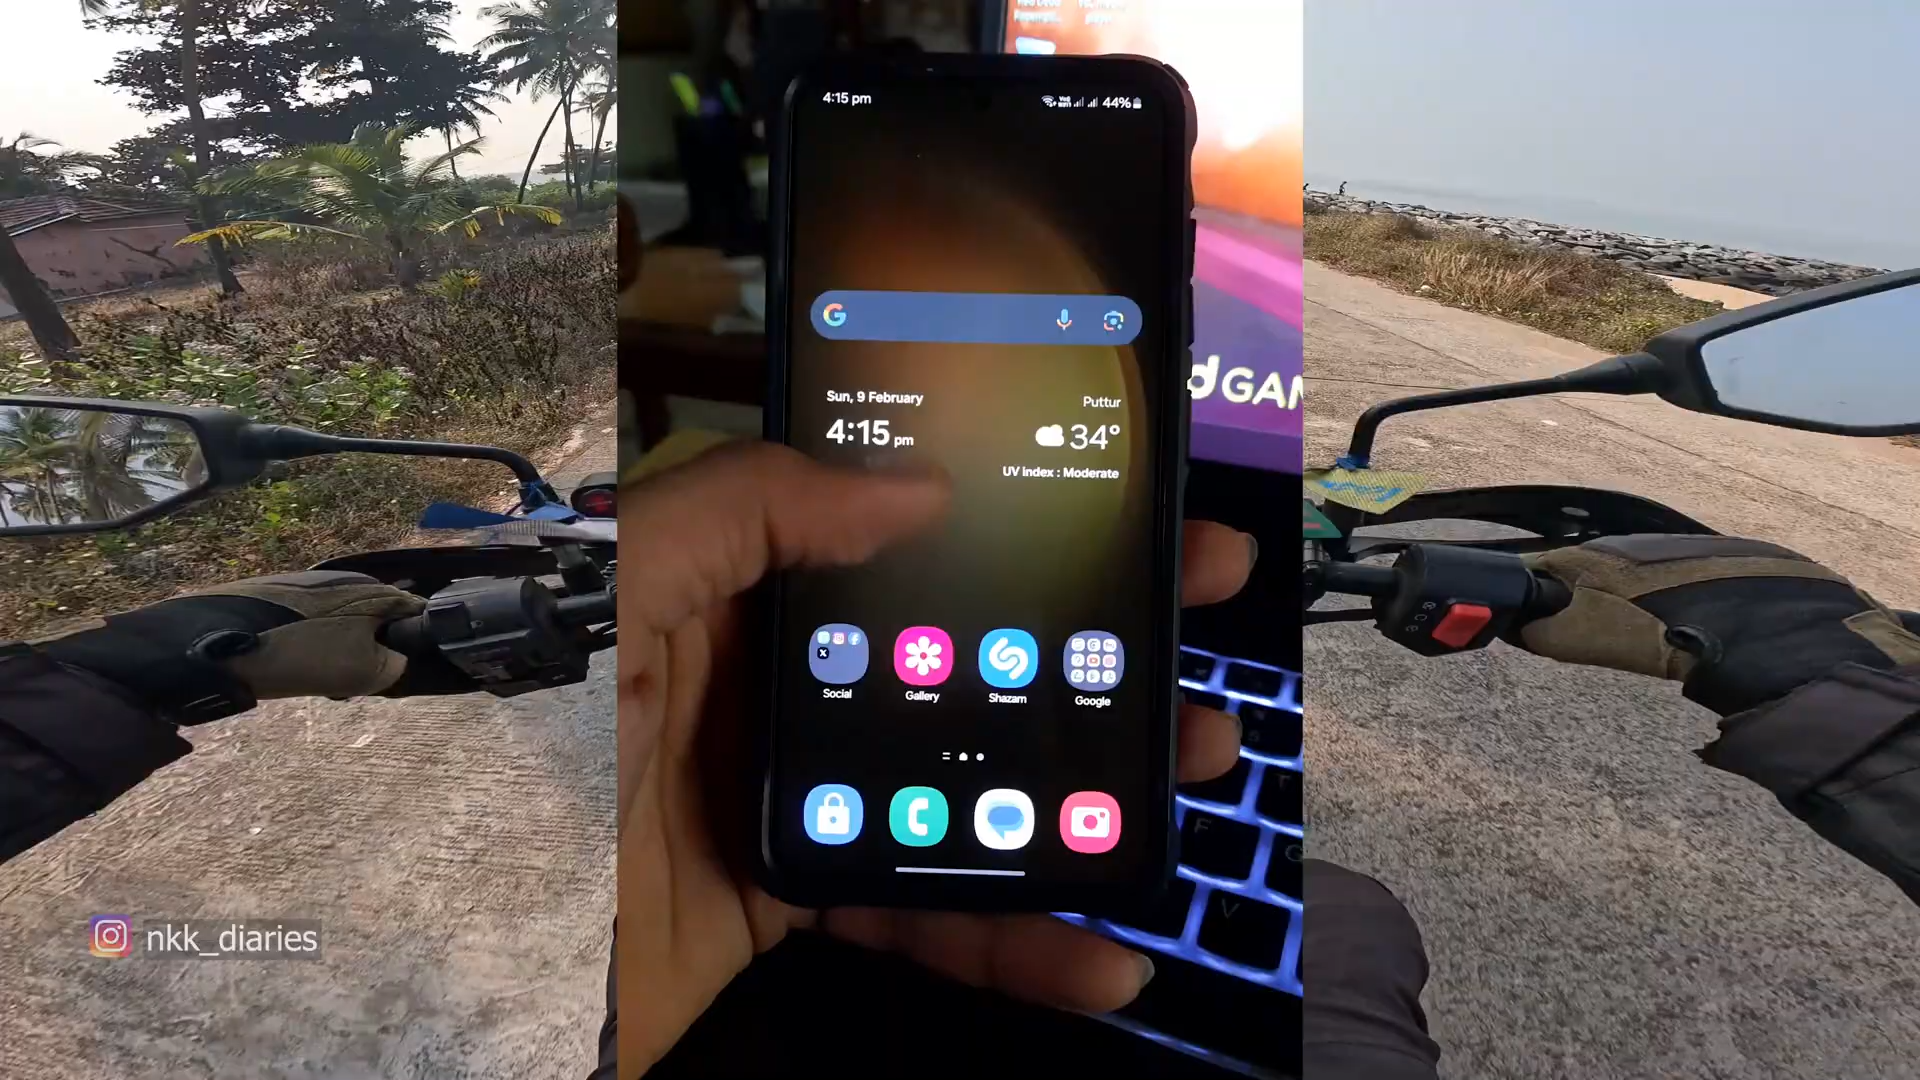 4:15 pm
44%
Sun, 9 February
Puttur
4:15 pm
34°
UV index : Moderate
Social
Gallery
Shazam
Google
d GAM
F
G
T
V
nkk_diaries